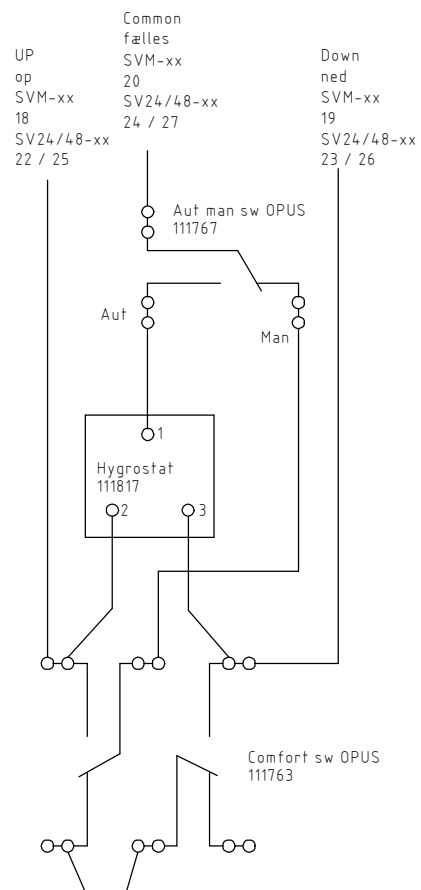 Common
fælles
SVM-xx
20
SV24/48-xx
24 / 27
UP
op
SVM-xx
18
SV24/48-xx
22 / 25
Down
ned
SVM-xx
19
SV24/48-xx
23 / 26
Aut man sw OPUS
111767
Aut
Man
1
Hygrostat
111817
2
3
Comfort sw OPUS
111763